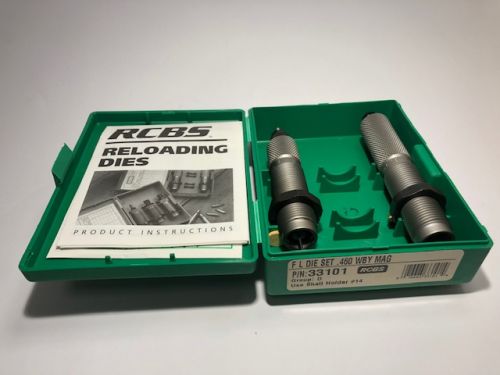 RCBS
RELOADING
DIES
PRODUCT INSTRUCTIONS
F L DIE SET .460 WBY MAG
P/N: 33101 RCBS
Group: D
Use Shell Holder #14